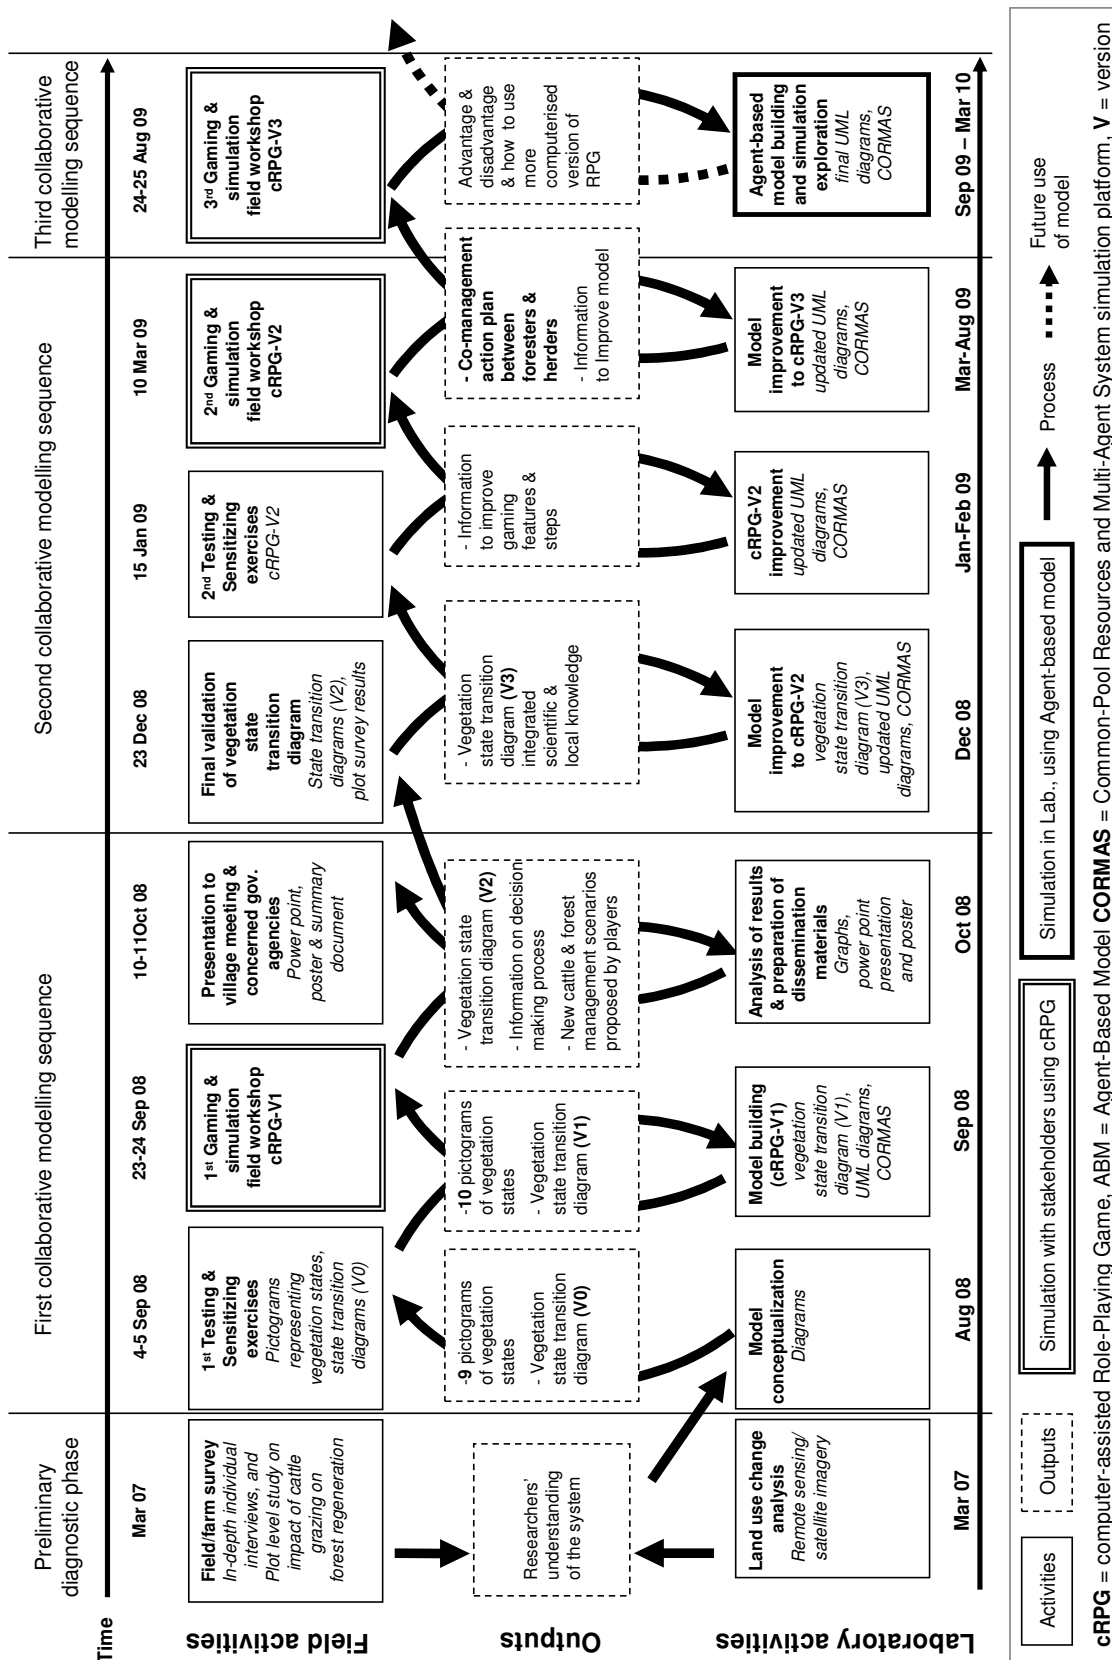 Preliminary
diagnostic phase
First collaborative modelling sequence
Second collaborative modelling sequence
Third collaborative
modelling sequence
Time
Mar 07
4-5 Sep 08
23-24 Sep 08
10-11Oct 08
23 Dec 08
15 Jan 09
10 Mar 09
24-25 Aug 09
Field activities
Field/farm survey
In-depth individual
interviews, and
Plot level study on
impact of cattle
grazing on
forest regeneration
1st Testing &
Sensitizing
exercises
Pictograms
representing
vegetation states,
state transition
diagrams (V0)
1st Gaming &
simulation
field workshop
cRPG-V1
Presentation to
village meeting &
concerned gov.
agencies
Power point,
poster & summary
document
Final validation
of vegetation
state
transition
diagram
State transition
diagrams (V2),
plot survey results
2nd Testing &
Sensitizing
exercises
cRPG-V2
2nd Gaming &
simulation
field workshop
cRPG-V2
3rd Gaming &
simulation
field workshop
cRPG-V3
Outputs
Researchers'
understanding
of the system
-9 pictograms
of vegetation
states
- Vegetation
state transition
diagram (V0)
-10 pictograms
of vegetation
states
- Vegetation
state transition
diagram (V1)
- Vegetation state
transition diagram (V2)
- Information on decision
making process
- New cattle & forest
management scenarios
proposed by players
- Vegetation
state transition
diagram (V3)
integrated
scientific &
local knowledge
- Information
to improve
gaming
features &
steps
- Co-management
action plan
between
foresters &
herders
- Information
to Improve model
Advantage &
disadvantage
& how to use
more
computerised
version of
RPG
Laboratory activities
Land use change
analysis
Remote sensing/
satellite imagery
Model
conceptualization
Diagrams
Model building
(cRPG-V1)
vegetation
state transition
diagram (V1),
UML diagrams,
CORMAS
Analysis of results
& preparation of
dissemination
materials
Graphs,
power point
presentation
and poster
Model
improvement
to cRPG-V2
vegetation
state transition
diagram (V3),
updated UML
diagrams, CORMAS
cRPG-V2
improvement
updated UML
diagrams,
CORMAS
Model
improvement
to cRPG-V3
updated UML
diagrams,
CORMAS
Agent-based
model building
and simulation
exploration
final UML
diagrams,
CORMAS
Mar 07
Aug 08
Sep 08
Oct 08
Dec 08
Jan-Feb 09
Mar-Aug 09
Sep 09 – Mar 10
Activities
Outputs
Simulation with stakeholders using cRPG
Simulation in Lab., using Agent-based model
Process
Future use
of model
cRPG = computer-assisted Role-Playing Game, ABM = Agent-Based Model CORMAS = Common-Pool Resources and Multi-Agent System simulation platform, V = version